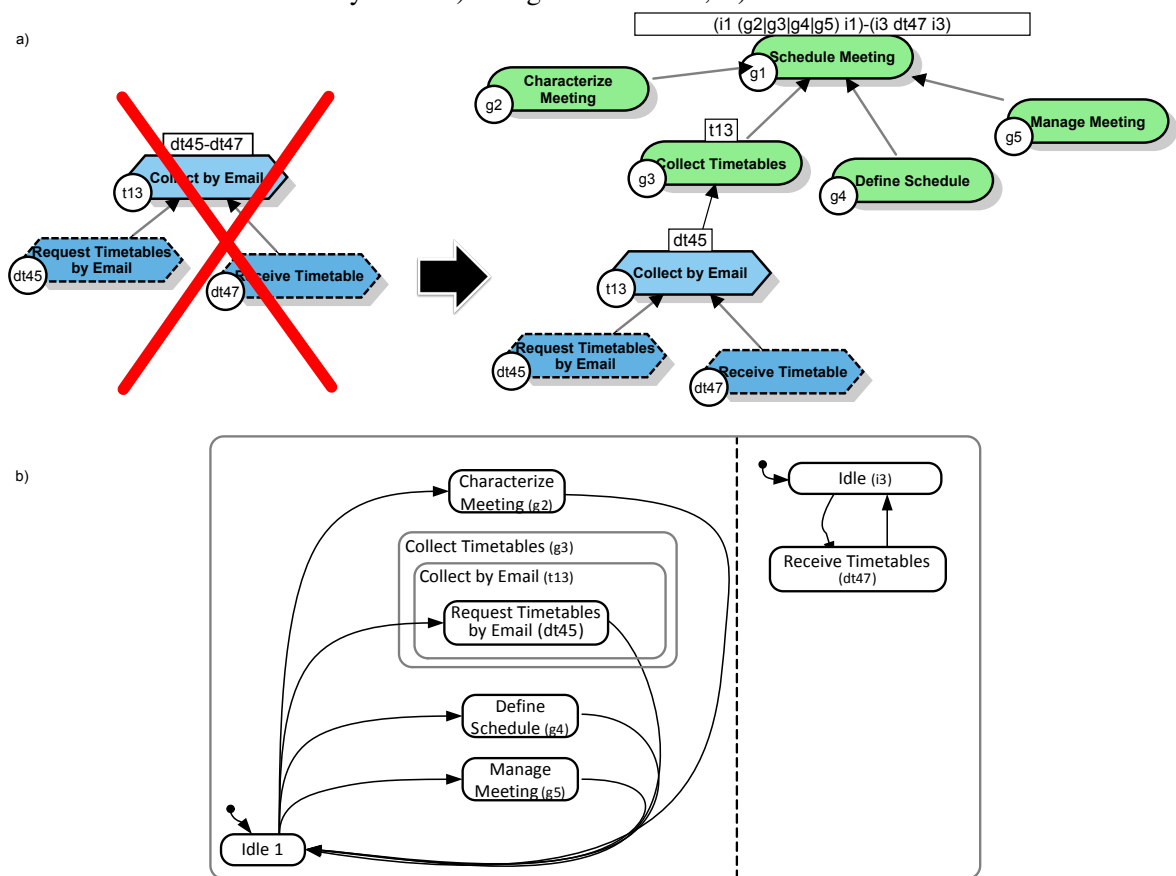 a)
(i1 (g2|g3|g4|g5) i1)-(i3 dt47 i3)
Schedule Meeting
g1
Characterize
Meeting
g2
Manage Meeting
g5
dt45-dt47
Collect by Email
t13
t13
Collect Timetables
g3
Define Schedule
g4
Request Timetables
by Email
dt45
Receive Timetable
dt47
dt45
Collect by Email
t13
Request Timetables
by Email
dt45
Receive Timetable
dt47
b)
Characterize
Meeting (g2)
Collect Timetables (g3)
Collect by Email (t13)
Request Timetables
by Email (dt45)
Define
Schedule (g4)
Manage
Meeting (g5)
Idle 1
Idle (i3)
Receive Timetables
(dt47)